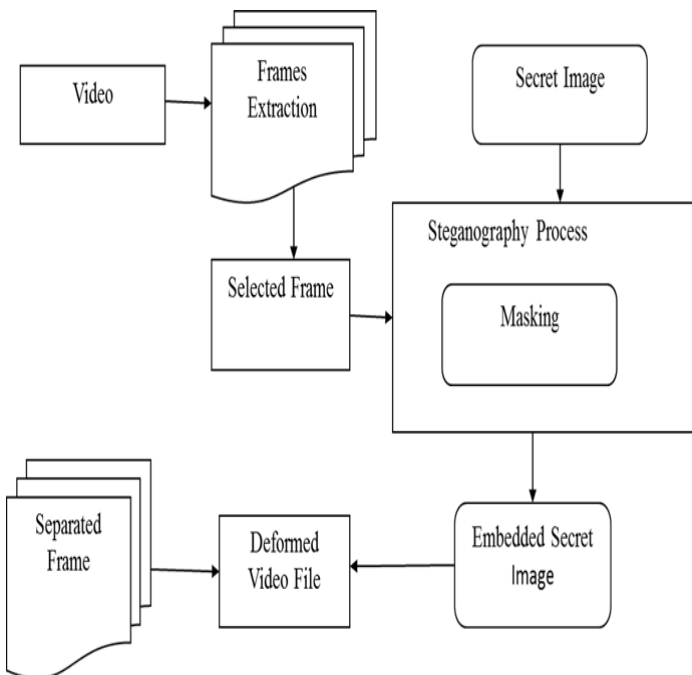 Video
Frames
Extraction
Secret Image
Steganography Process
Selected Frame
Masking
Separated
Frame
Deformed
Video File
Embedded Secret
Image